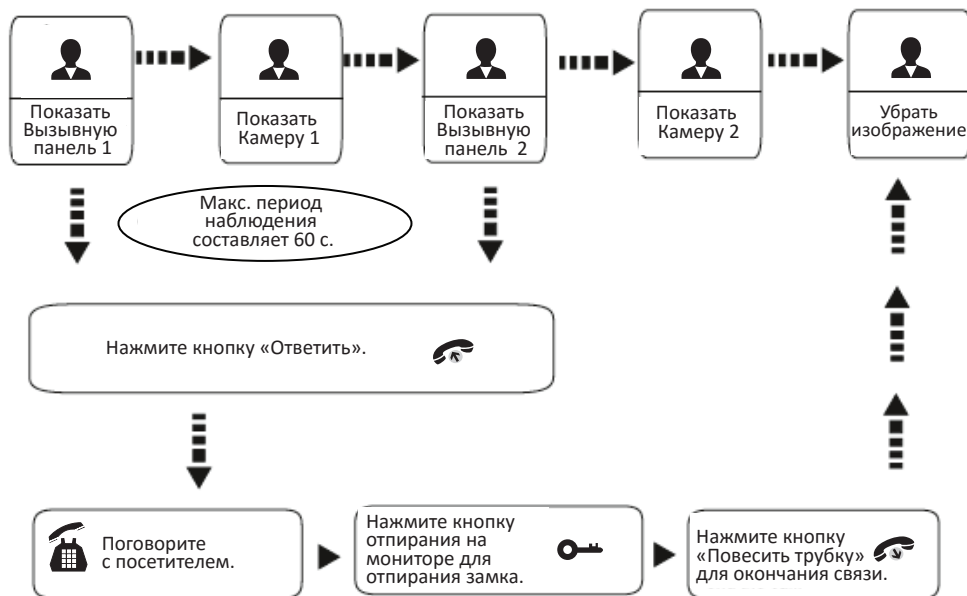 Показать
Вызывную
панель 1
Показать
Камеру 1
Показать
Вызывную
панель 2
Показать
Камеру 2
Убрать
изображение
Макс. период
наблюдения
составляет 60 с.
Нажмите кнопку «Ответить».
Поговорите
с посетителем.
Нажмите кнопку
отпирания на
мониторе для
отпирания замка.
Нажмите кнопку
«Повесить трубку»
для окончания связи.